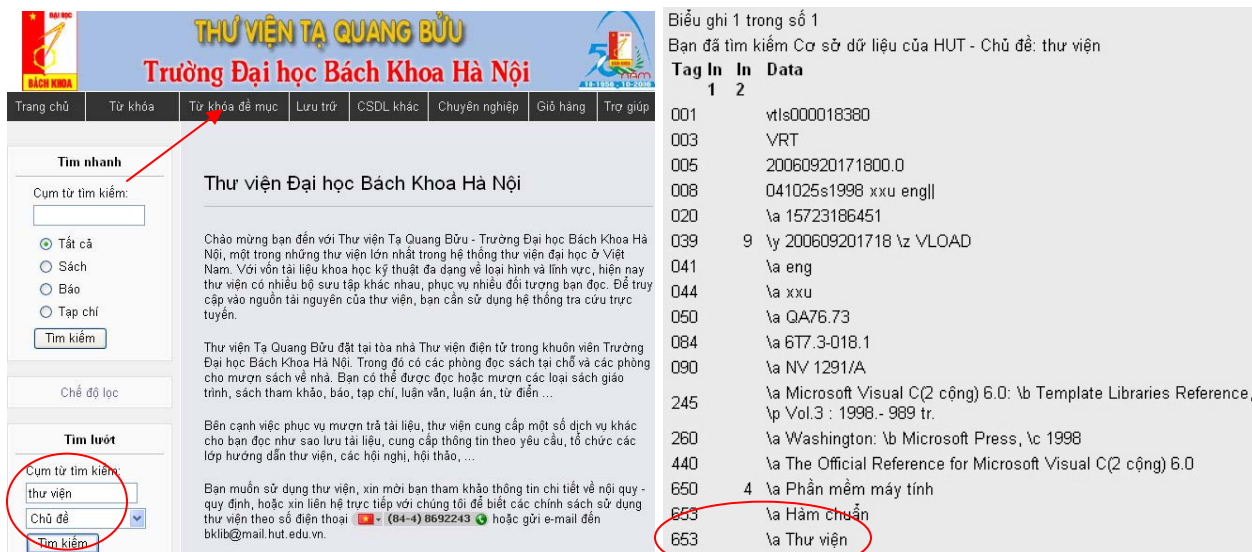 ĐẠI HỌC
BÁCH KHOA
THƯ VIỆN TẠ QUANG BỬU
Trường Đại học Bách Khoa Hà Nội
50
năm
Trang chủ Từ khóa Từ khóa đề mục Lưu trữ CSDL khác Chuyên nghiệp Giỏ hàng Trợ giúp
Tìm nhanh
Cụm từ tìm kiếm:
Tất cả
Sách
Báo
Tạp chí
Tìm kiếm
Chế độ lọc
Tìm lướt
Cụm từ tìm kiếm:
thư viện
Chủ đề
Tìm kiếm
Thư viện Đại học Bách Khoa Hà Nội
Chào mừng bạn đến với Thư viện Tạ Quang Bửu - Trường Đại học Bách Khoa Hà
Nội, một trong những thư viện lớn nhất trong hệ thống thư viện đại học ở Việt
Nam. Với vốn tài liệu khoa học kỹ thuật đa dạng về loại hình và lĩnh vực, hiện nay
thư viện có nhiều bộ sưu tập khác nhau, phục vụ nhiều đối tượng bạn đọc. Để truy
cập vào nguồn tài nguyên của thư viện, bạn cần sử dụng hệ thống tra cứu trực
tuyến.
Thư viện Tạ Quang Bửu đặt tại tòa nhà Thư viện điện tử trong khuôn viên Trường
Đại học Bách Khoa Hà Nội. Trong đó có các phòng đọc sách tại chỗ và các phòng
cho mượn sách về nhà. Bạn có thể được đọc hoặc mượn các loại sách giáo
trình, sách tham khảo, báo, tạp chí, luận văn, luận án, từ điển ...
Bên cạnh việc phục vụ mượn trả tài liệu, thư viện cung cấp một số dịch vụ khác
cho bạn đọc như sao lưu tài liệu, cung cấp thông tin theo yêu cầu, tổ chức các
lớp hướng dẫn thư viện, các hội nghị, hội thảo, ...
Bạn muốn sử dụng thư viện, xin mời bạn tham khảo thông tin chi tiết về nội quy -
quy định, hoặc xin liên hệ trực tiếp với chúng tôi để biết các chính sách sử dụng
thư viện theo số điện thoại (84-4) 8692243 hoặc gửi e-mail đến
bklib@mail.hut.edu.vn.
Biểu ghi 1 trong số 1
Bạn đã tìm kiếm Cơ sở dữ liệu của HUT - Chủ đề: thư viện
Tag In In Data
1 2
001 vtls000018380
003 VRT
005 20060920171800.0
008 041025s1998 xxu eng||
020 \a 15723186451
039 9 \y 200609201718 \z VLOAD
041 \a eng
044 \a xxu
050 \a QA76.73
084 \a 6T7.3-018.1
090 \a NV 1291/A
245 \a Microsoft Visual C(2 cộng) 6.0: \b Template Libraries Reference,
\p Vol.3 : 1998.- 989 tr.
260 \a Washington: \b Microsoft Press, \c 1998
440 \a The Official Reference for Microsoft Visual C(2 cộng) 6.0
650 4 \a Phần mềm máy tính
653 \a Hàm chuẩn
653 \a Thư viện